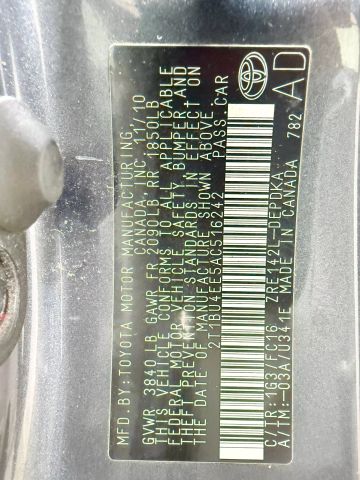 MFD.BY:TOYOTA MOTOR MANUFACTURING,
CANADA INC. 11/10
GVWR 3840LB GAWR FR 2090LB RR 1850LB
THIS VEHICLE CONFORMS TO ALL APPLICABLE
FEDERAL MOTOR VEHICLE SAFETY BUMPER AND
THEFT PREVENTION STANDARDS IN EFFECT ON
THE DATE OF MANUFACTURE SHOWN ABOVE.
2T1BU4EE5AC516242 PASS.CAR
C/TR:1G3/FC16 ZRE142L-DEPDKA
A/TM:-03A/U341E MADE IN CANADA 782
AD